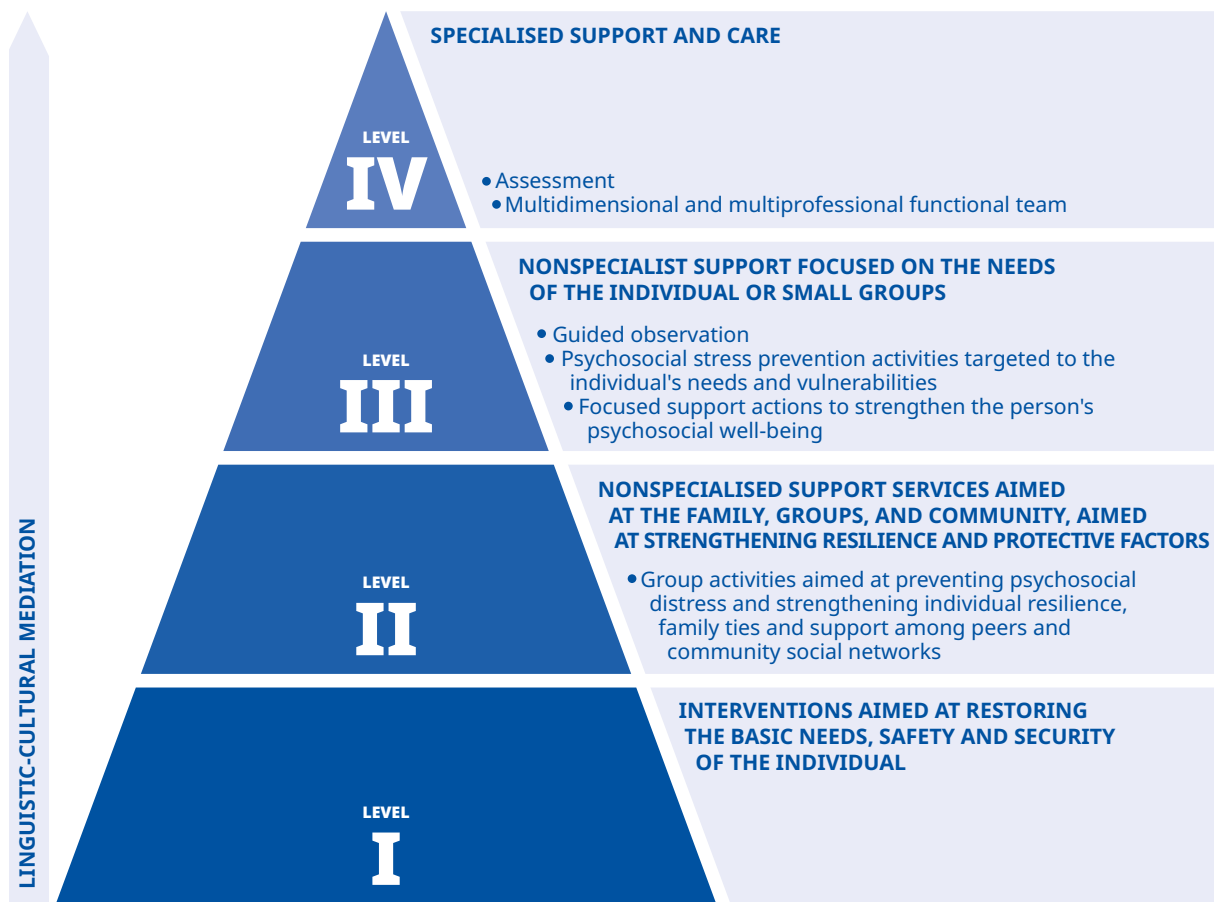 SPECIALISED SUPPORT AND CARE
LEVEL
IV
• Assessment
• Multidimensional and multiprofessional functional team
NONSPECIALIST SUPPORT FOCUSED ON THE NEEDS
OF THE INDIVIDUAL OR SMALL GROUPS
LEVEL
III
• Guided observation
• Psychosocial stress prevention activities targeted to the
individual's needs and vulnerabilities
• Focused support actions to strengthen the person's
psychosocial well-being
NONSPECIALISED SUPPORT SERVICES AIMED
AT THE FAMILY, GROUPS, AND COMMUNITY, AIMED
AT STRENGTHENING RESILIENCE AND PROTECTIVE FACTORS
LEVEL
II
• Group activities aimed at preventing psychosocial
distress and strengthening individual resilience,
family ties and support among peers and
community social networks
INTERVENTIONS AIMED AT RESTORING
THE BASIC NEEDS, SAFETY AND SECURITY
OF THE INDIVIDUAL
LEVEL
I
LINGUISTIC-CULTURAL MEDIATION